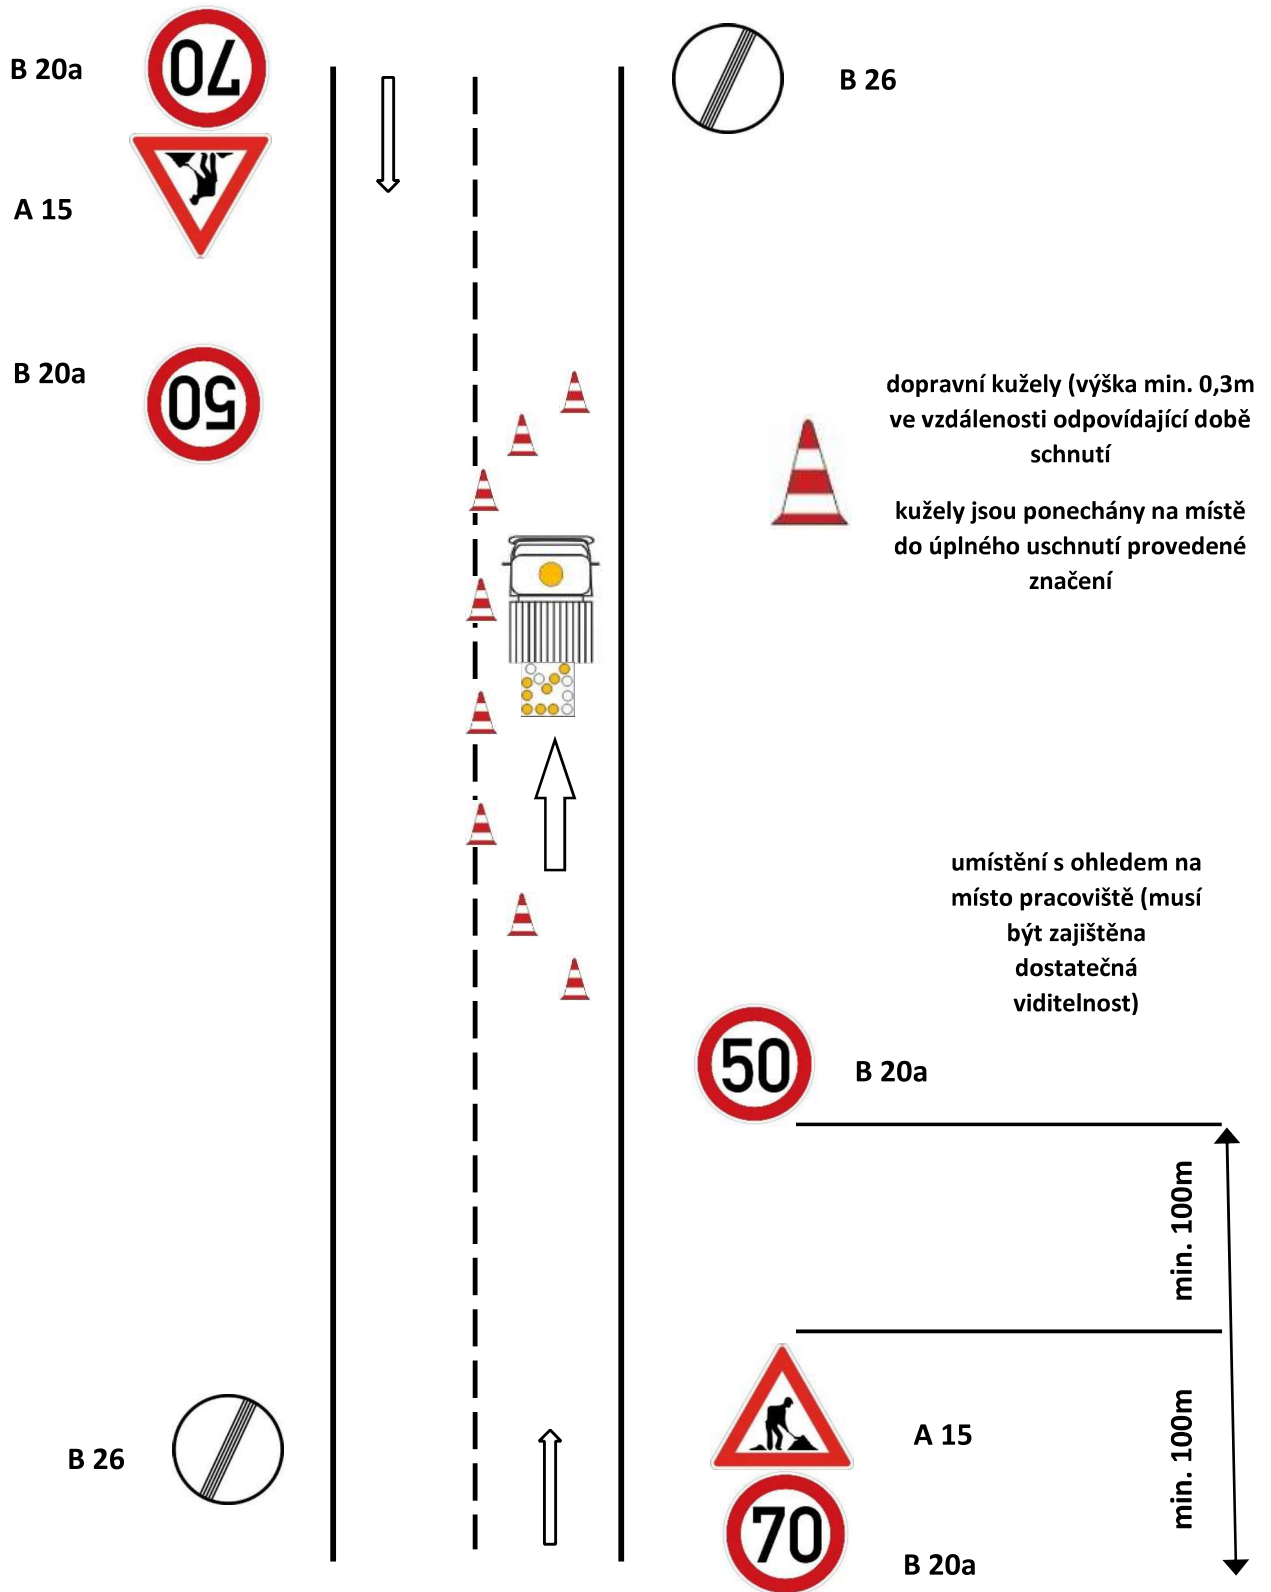 B 20a
70
B 26
A 15
B 20a
50
dopravní kužely (výška min. 0,3m
ve vzdálenosti odpovídající době
schnutí
kužely jsou ponechány na místě
do úplného uschnutí provedené
značení
umístění s ohledem na
místo pracoviště (musí
být zajištěna
dostatečná
viditelnost)
50
B 20a
min. 100m
A 15
B 26
min. 100m
70
B 20a